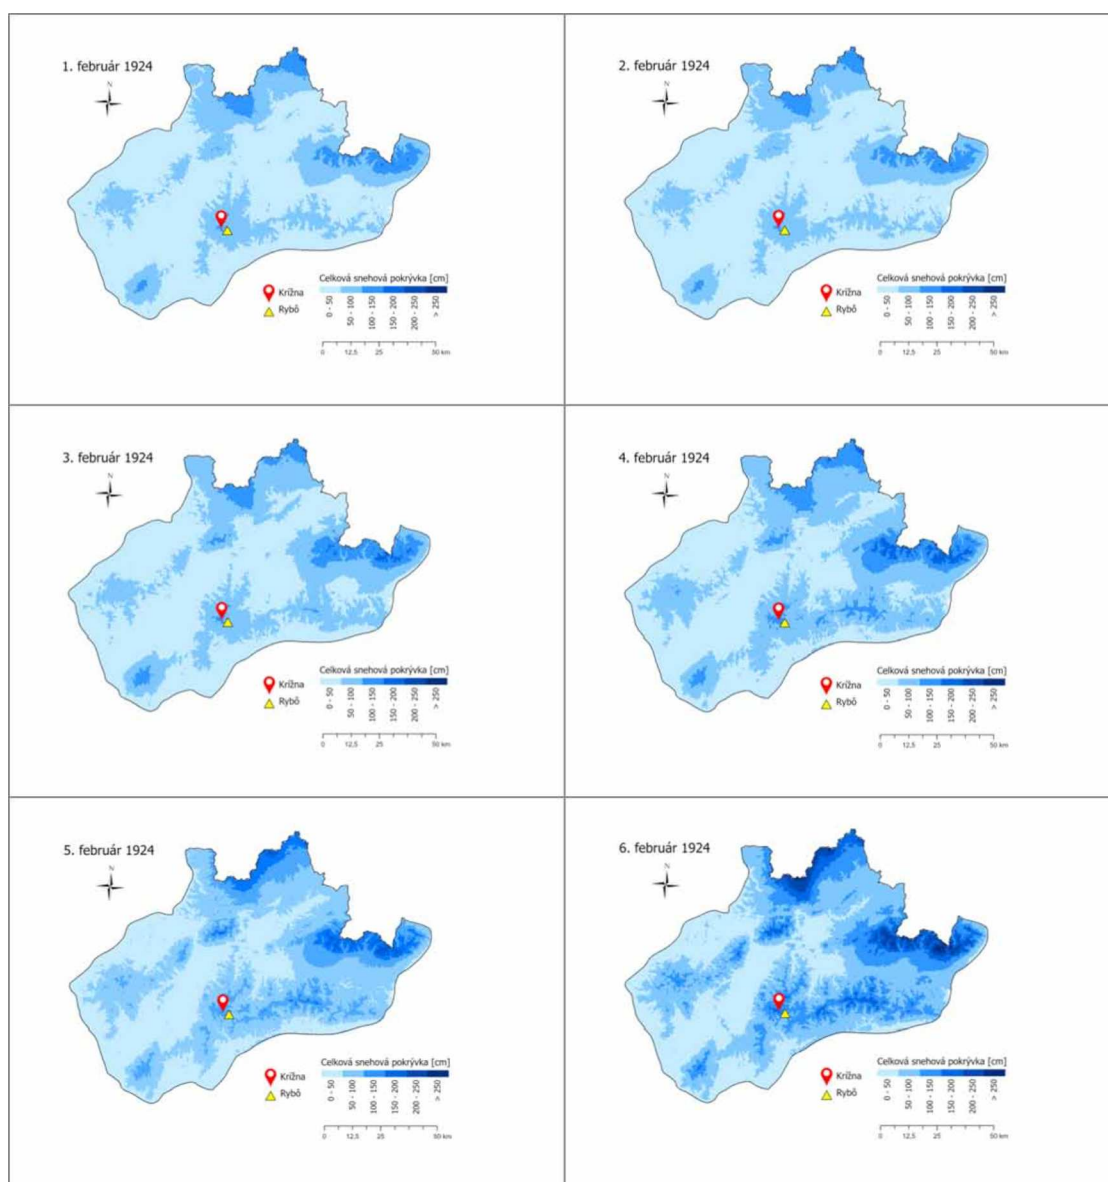 1. február 1924
N
Celková snehová pokrývka [cm]
Krížna
Rybô
0 - 50
50 - 100
100 - 150
150 - 200
200 - 250
> 250
0 12,5 25 50 km
2. február 1924
N
Celková snehová pokrývka [cm]
Krížna
Rybô
0 - 50
50 - 100
100 - 150
150 - 200
200 - 250
> 250
0 12,5 25 50 km
3. február 1924
N
Celková snehová pokrývka [cm]
Krížna
Rybô
0 - 50
50 - 100
100 - 150
150 - 200
200 - 250
> 250
0 12,5 25 50 km
4. február 1924
N
Celková snehová pokrývka [cm]
Krížna
Rybô
0 - 50
50 - 100
100 - 150
150 - 200
200 - 250
> 250
0 12,5 25 50 km
5. február 1924
N
Celková snehová pokrývka [cm]
Krížna
Rybô
0 - 50
50 - 100
100 - 150
150 - 200
200 - 250
> 250
0 12,5 25 50 km
6. február 1924
N
Celková snehová pokrývka [cm]
Krížna
Rybô
0 - 50
50 - 100
100 - 150
150 - 200
200 - 250
> 250
0 12,5 25 50 km